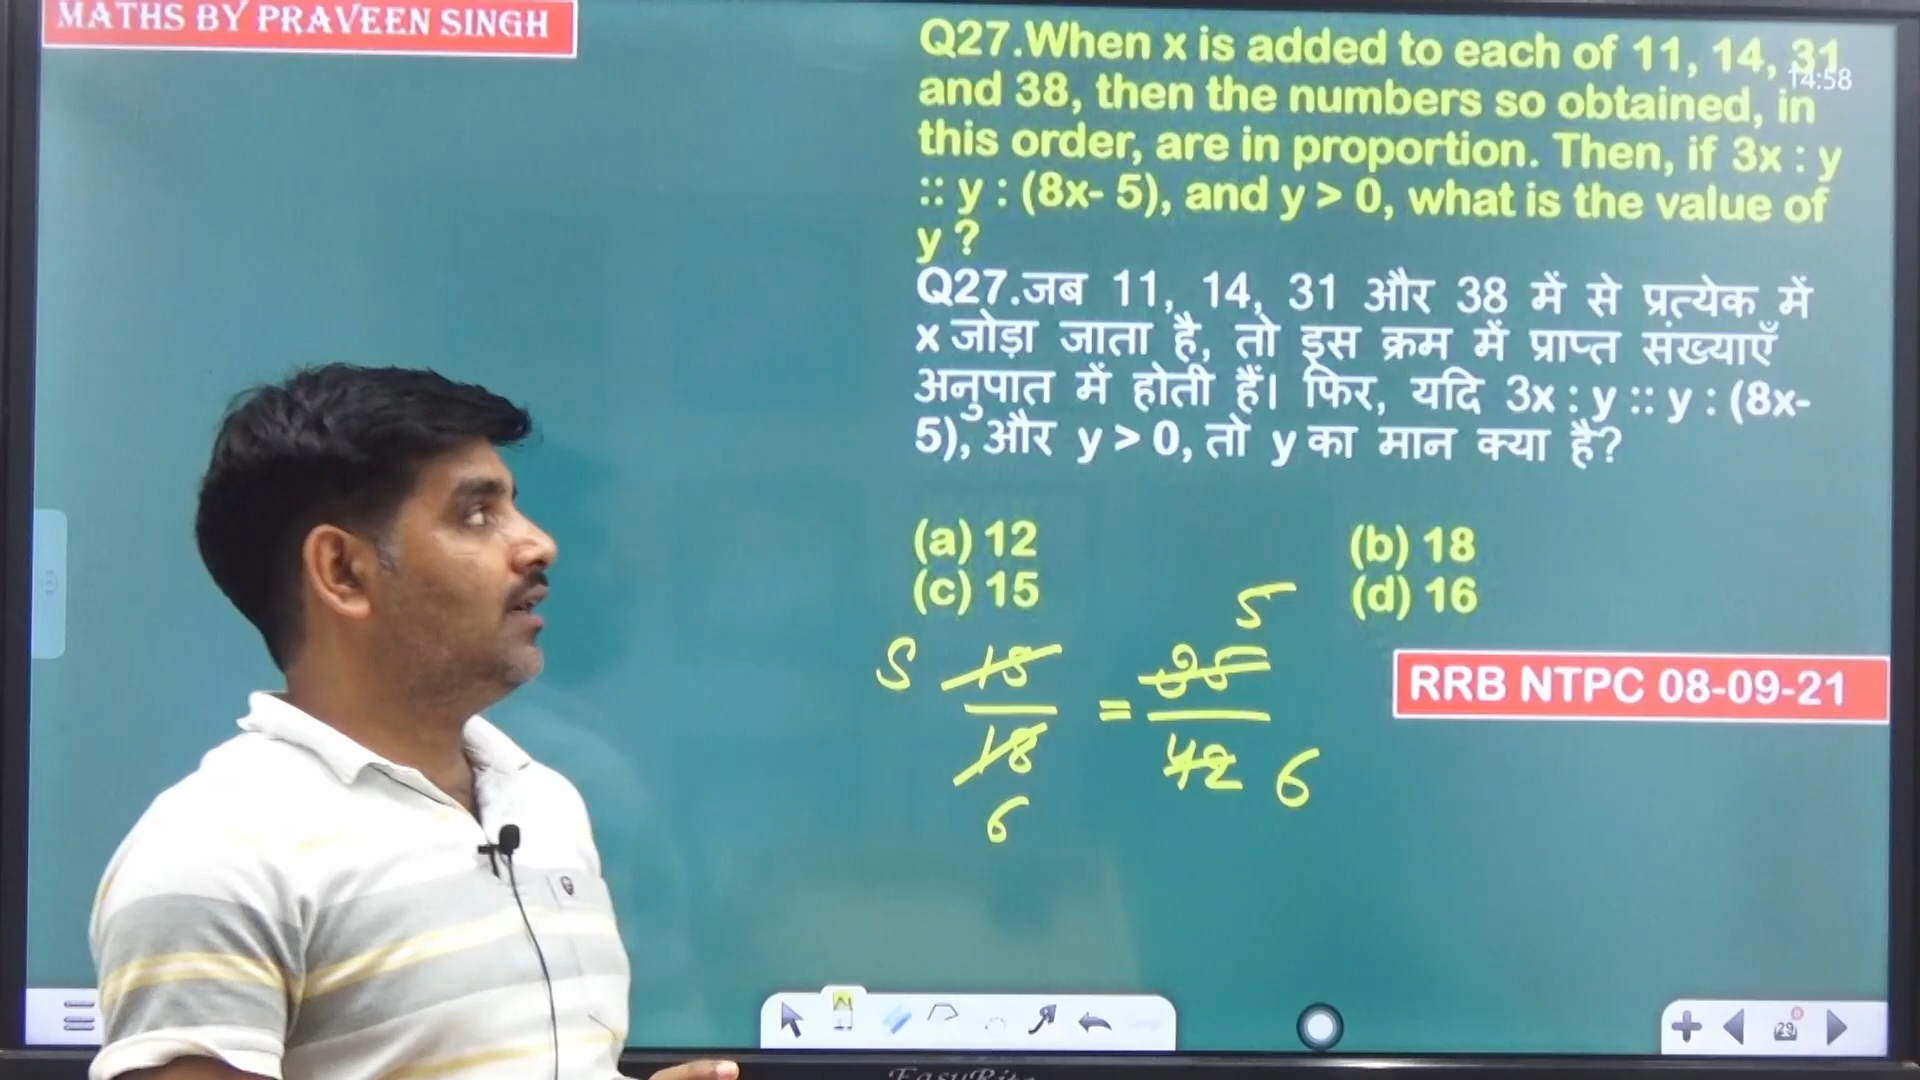 MATHS BY PRAVEEN SINGH
Q27.When x is added to each of 11, 14, 31
14:58
and 38, then the numbers so obtained, in
this order, are in proportion. Then, if 3x : y
:: y : (8x- 5), and y > 0, what is the value of
y ?
Q27.जब 11, 14, 31 और 38 में से प्रत्येक में
x जोड़ा जाता है, तो इस क्रम में प्राप्त संख्याएँ
अनुपात में होती हैं। फिर, यदि 3x : y :: y : (8x-
5), और y > 0, तो y का मान क्या है?
(a) 12 (b) 18
(c) 15 (d) 16
5
5 15 = 35
18 42 6
6
RRB NTPC 08-09-21
29
EasyRite